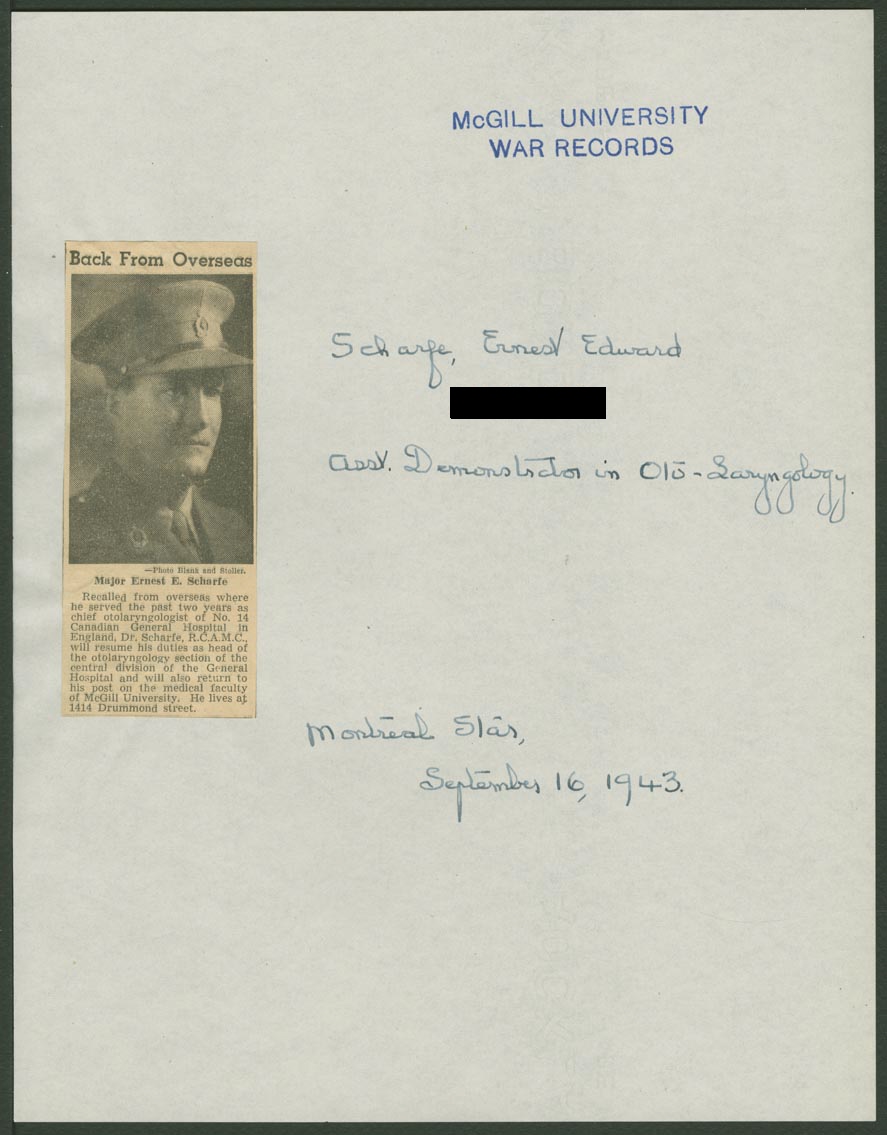 McGILL UNIVERSITY
WAR RECORDS
Back From Overseas
—Photo Blank and Stoller.
Major Ernest E. Scharfe
Recalled from overseas where
he served the past two years as
chief otolaryngologist of No. 14
Canadian General Hospital in
England, Dr. Scharfe, R.C.A.M.C.,
will resume his duties as head of
the otolaryngology section of the
central division of the General
Hospital and will also return to
his post on the medical faculty
of McGill University. He lives at
1414 Drummond street.
Scharfe, Ernest Edward
Asst. Demonstrator in Oto-Laryngology.
Montreal Star,
September 16, 1943.